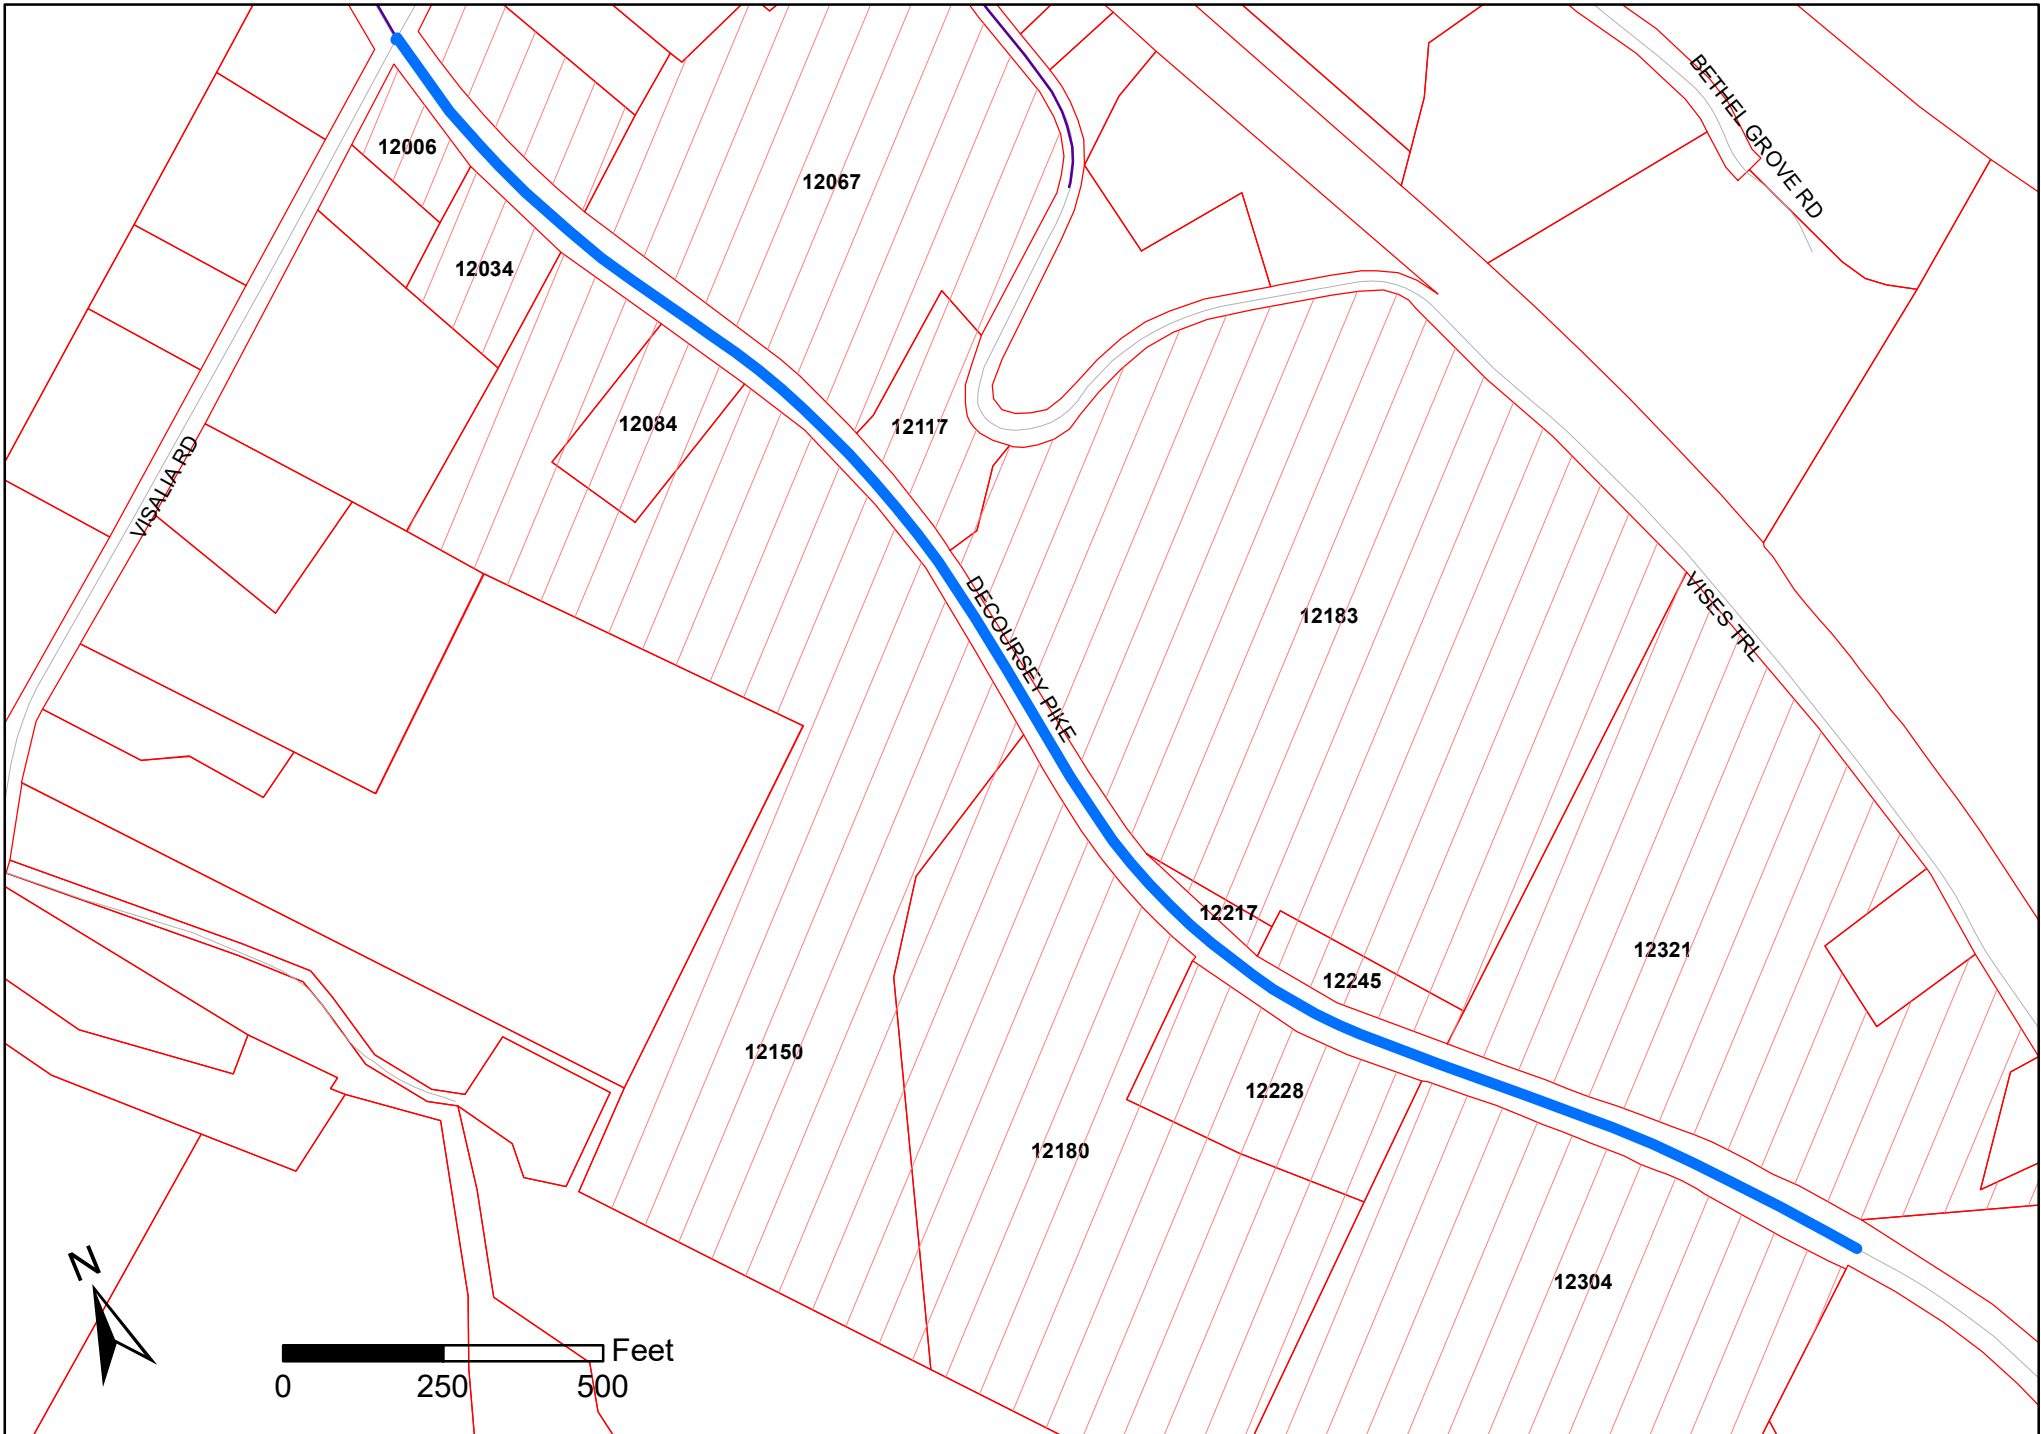 BETHEL GROVE RD
12006
12067
12034
12084
12117
VISALIA RD
DECOURSEY PIKE
12183
VISES TRL
12217
12321
12245
12150
12228
12180
12304
N
Feet
0 250 500